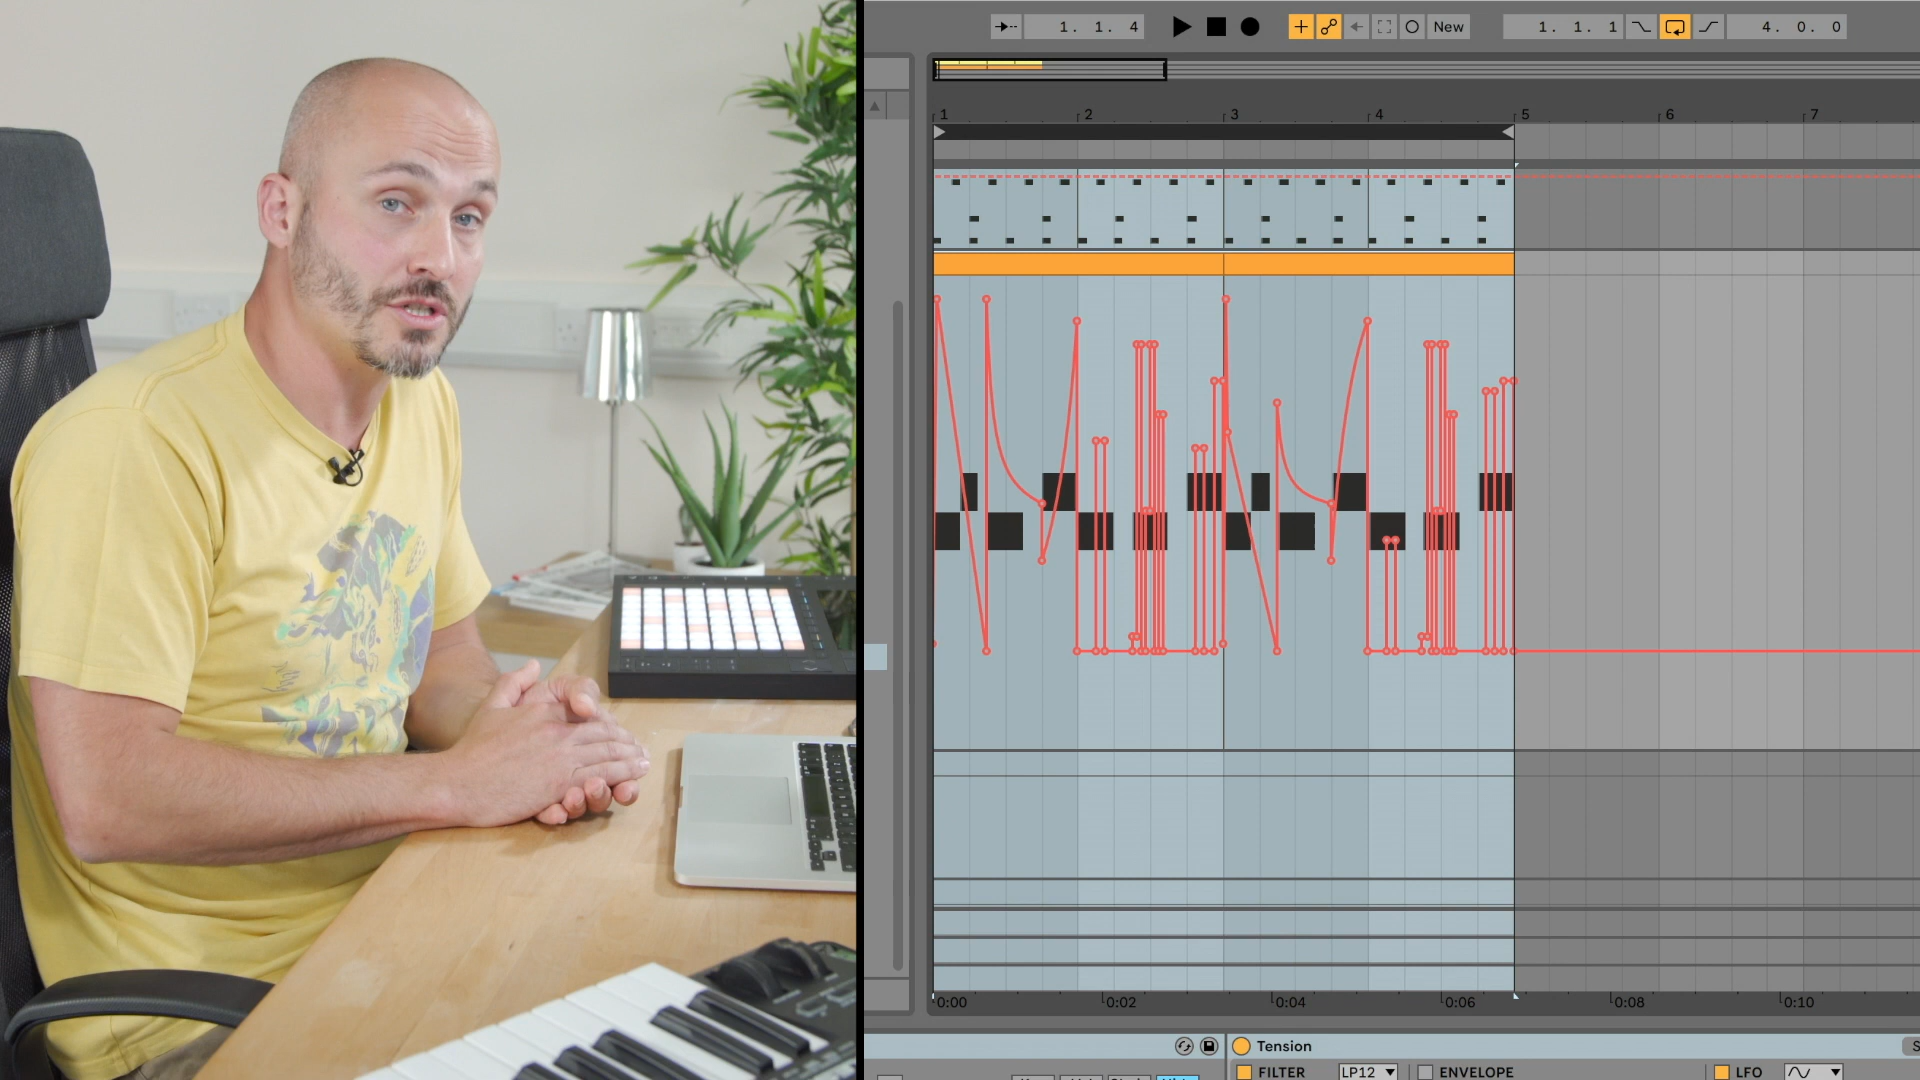 1. 1. 4
New
1. 1. 1
4. 0. 0
1 2 3 4 5 6 7
0:00 0:02 0:04 0:06 0:08 0:10
Tension
FILTER LP12 ENVELOPE LFO